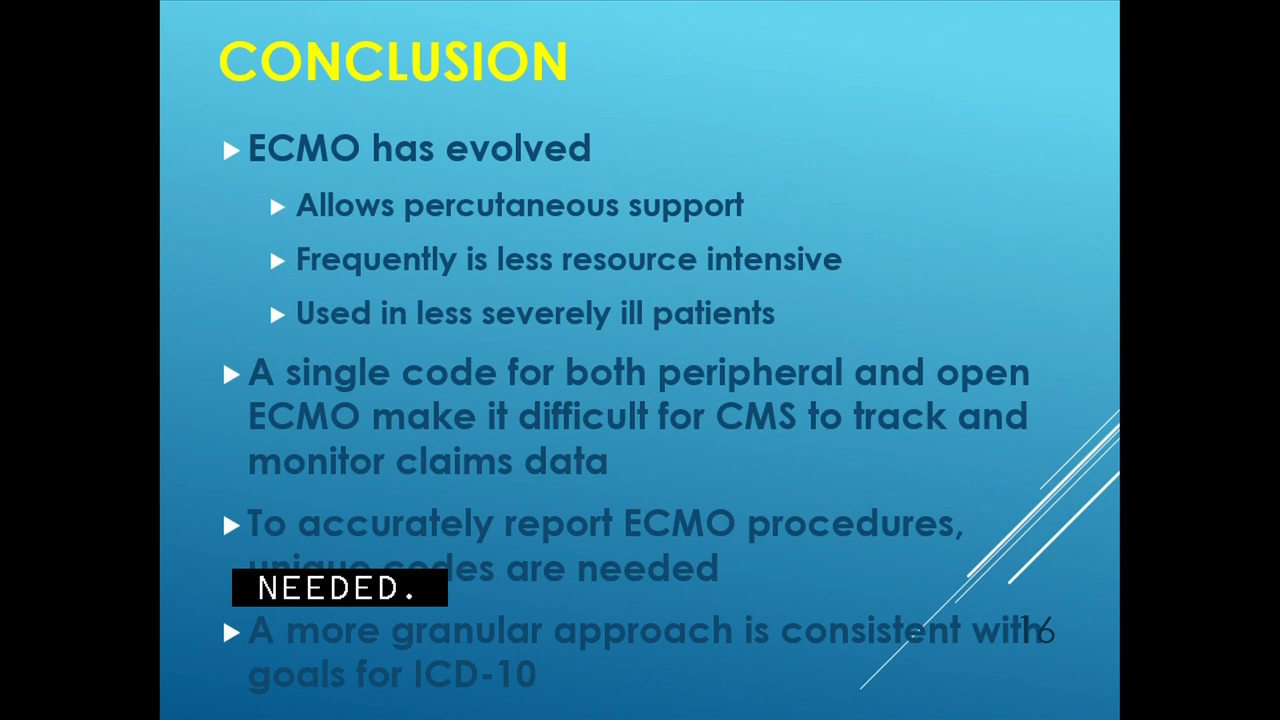 CONCLUSION
ECMO has evolved
Allows percutaneous support
Frequently is less resource intensive
Used in less severely ill patients
A single code for both peripheral and open
ECMO make it difficult for CMS to track and
monitor claims data
To accurately report ECMO procedures,
unique codes are needed
NEEDED.
A more granular approach is consistent with
16
goals for ICD-10